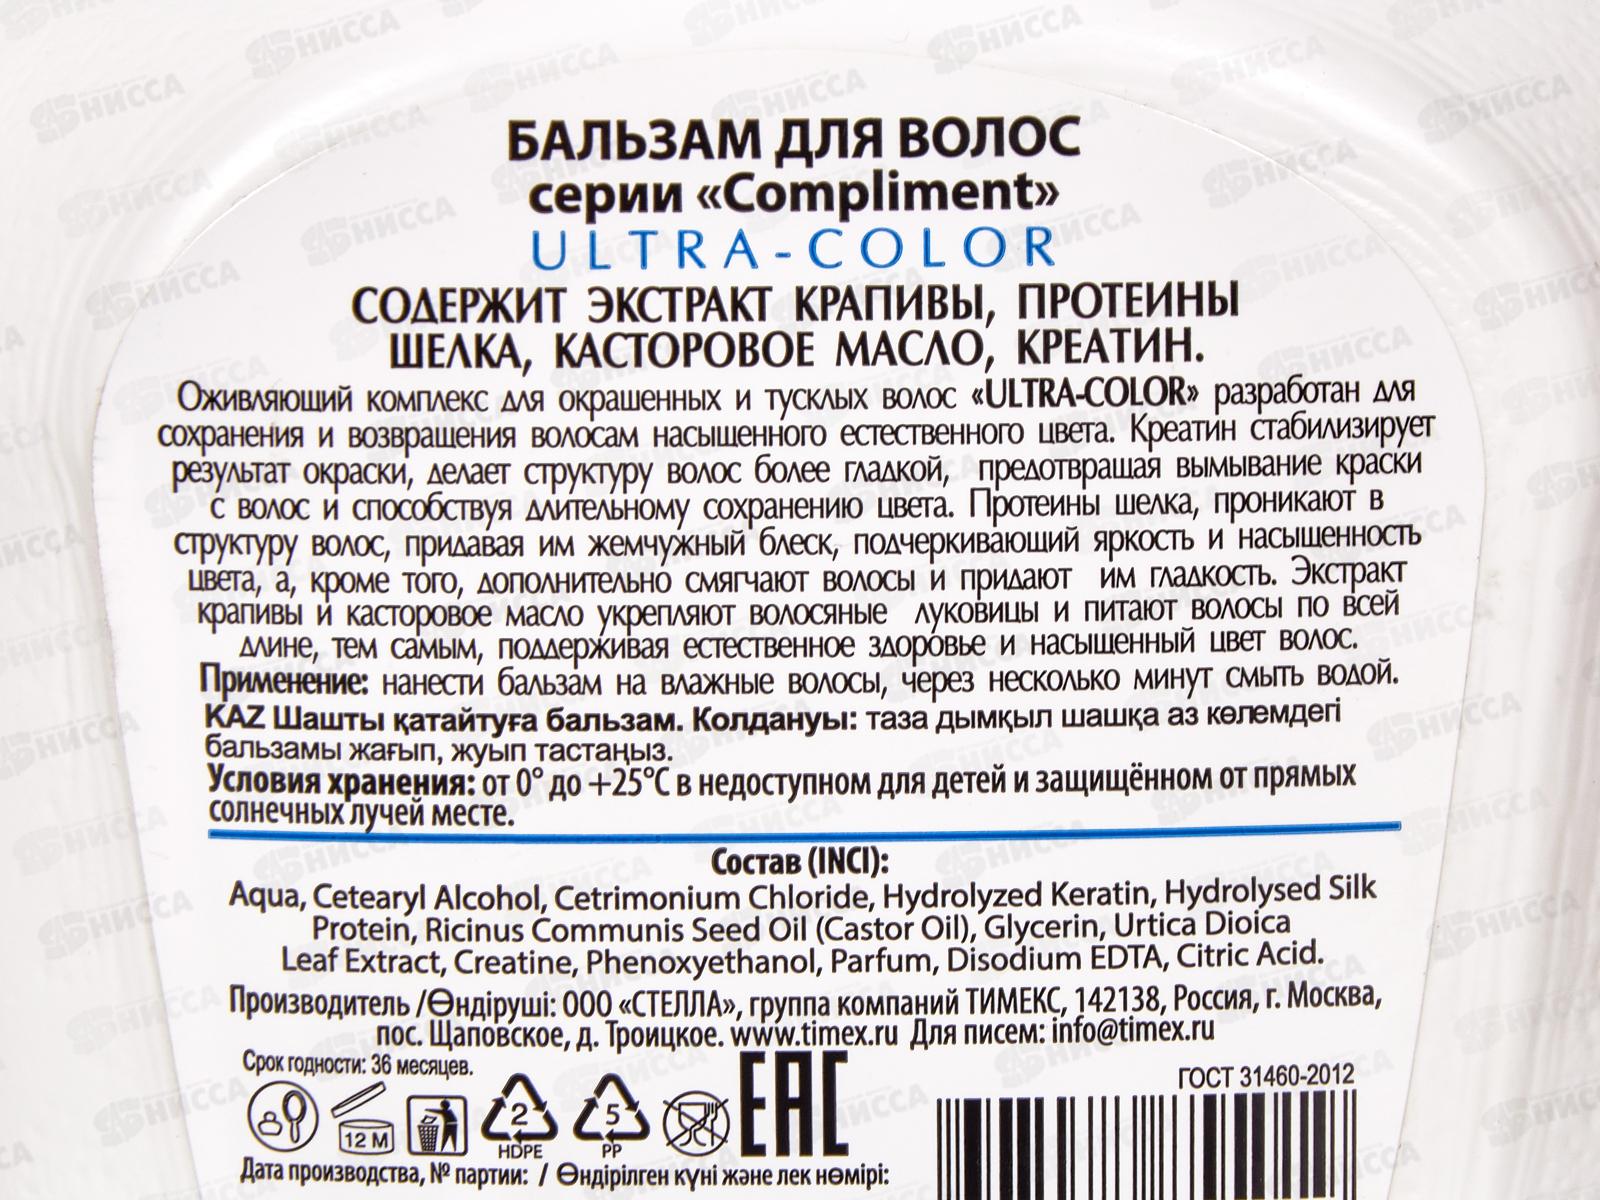 БАЛЬЗАМ ДЛЯ ВОЛОС
серии «Compliment»
ULTRA-COLOR
СОДЕРЖИТ ЭКСТРАКТ КРАПИВЫ, ПРОТЕИНЫ
ШЕЛКА, КАСТОРОВОЕ МАСЛО, КРЕАТИН.
Оживляющий комплекс для окрашенных и тусклых волос «ULTRA-COLOR» разработан для
сохранения и возвращения волосам насыщенного естественного цвета. Креатин стабилизирует
результат окраски, делает структуру волос более гладкой, предотвращая вымывание краски
с волос и способствуя длительному сохранению цвета. Протеины шелка, проникают в
структуру волос, придавая им жемчужный блеск, подчеркивающий яркость и насыщенность
цвета, а, кроме того, дополнительно смягчают волосы и придают им гладкость. Экстракт
крапивы и касторовое масло укрепляют волосяные луковицы и питают волосы по всей
длине, тем самым, поддерживая естественное здоровье и насыщенный цвет волос.
Применение: нанести бальзам на влажные волосы, через несколько минут смыть водой.
KAZ Шашты қатайтуға бальзам. Колдануы: таза дымқыл шашқа аз көлемдегі
бальзамы жағып, жуып тастаңыз.
Условия хранения: от 0° до +25°С в недоступном для детей и защищённом от прямых
солнечных лучей месте.
Состав (INCI):
Aqua, Cetearyl Alcohol, Cetrimonium Chloride, Hydrolyzed Keratin, Hydrolysed Silk
Protein, Ricinus Communis Seed Oil (Castor Oil), Glycerin, Urtica Dioica
Leaf Extract, Creatine, Phenoxyethanol, Parfum, Disodium EDTA, Citric Acid.
Производитель /Өндіруші: ООО «СТЕЛЛА», группа компаний ТИМЕКС, 142138, Россия, г. Москва,
пос. Щаповское, д. Троицкое. www.timex.ru Для писем: info@timex.ru
Срок годности: 36 месяцев.
ГОСТ 31460-2012
12 M
2
HDPE
5
PP
EAC
Дата производства, № партии: / Өндірілген күні және лек нөмірі: